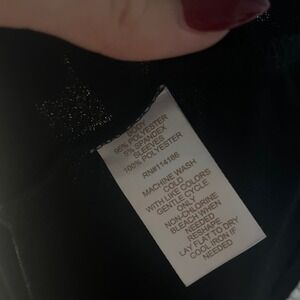 BODY
95% POLYESTER
5% SPANDEX
SLEEVES
100% POLYESTER
RN#114186
MACHINE WASH
COLD
WITH LIKE COLORS
GENTLE CYCLE
ONLY
NON-CHLORINE
BLEACH WHEN
NEEDED
RESHAPE
LAY FLAT TO DRY
COOL IRON IF
NEEDED